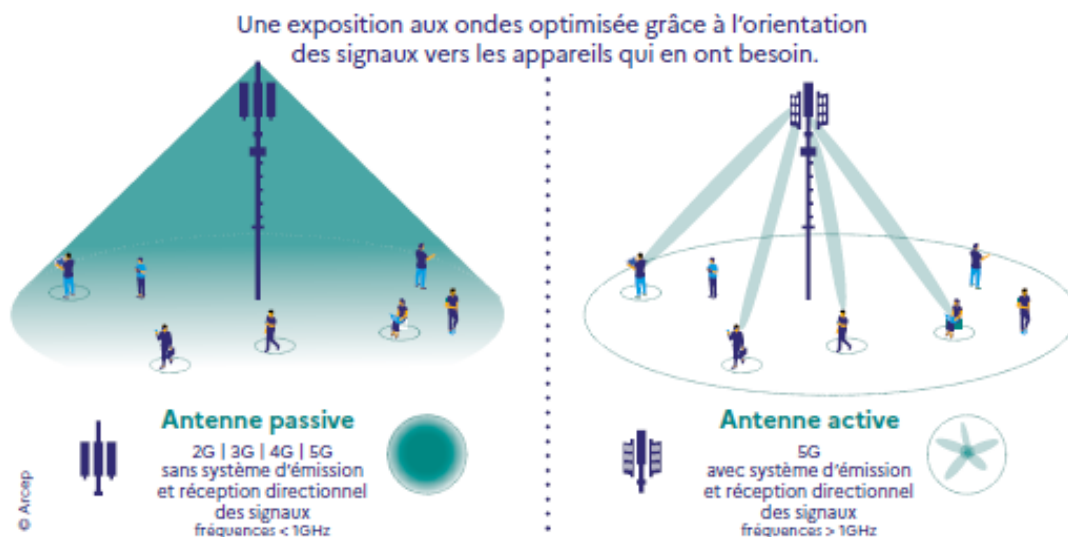 Une exposition aux ondes optimisée grâce à l'orientation
des signaux vers les appareils qui en ont besoin.
Antenne passive
2G | 3G | 4G | 5G
sans système d'émission
et réception directionnel
des signaux
fréquences < 1GHz
Antenne active
5G
avec système d'émission
et réception directionnel
des signaux
fréquences > 1GHz
© Arcep